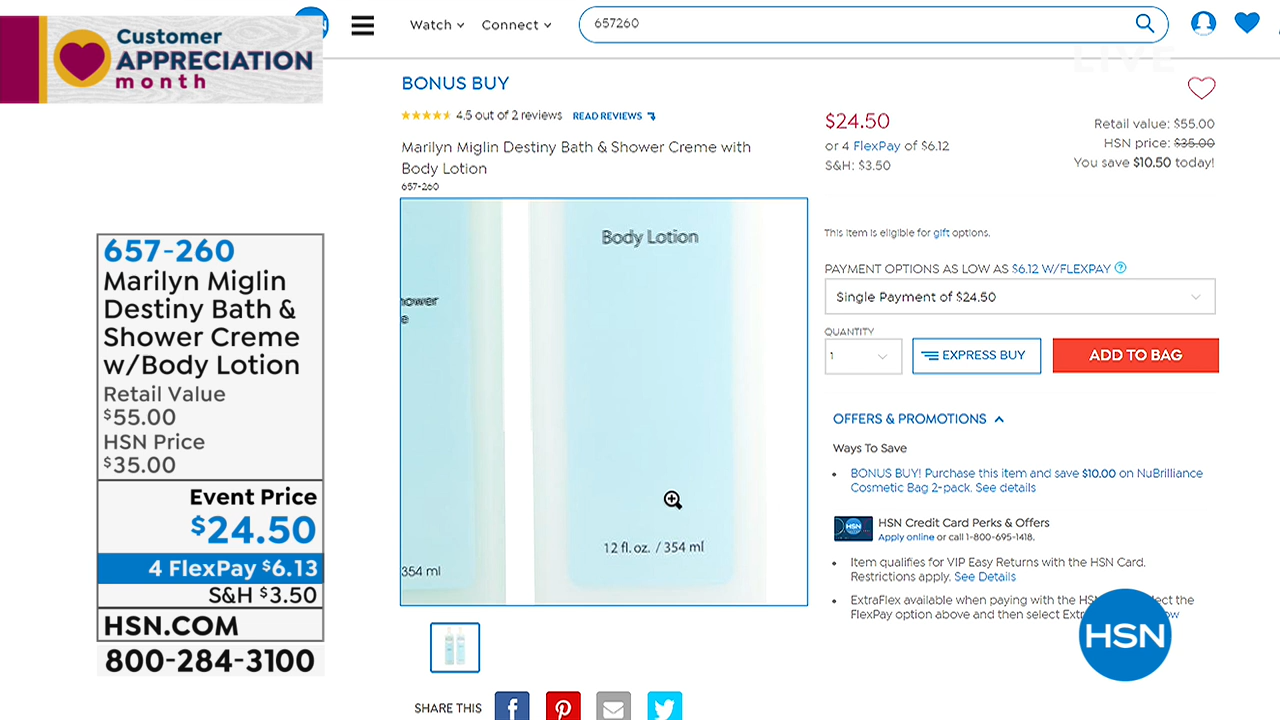 Customer
APPRECIATION
month
Watch
Connect
657260
LIVE
BONUS BUY
4.5 out of 2 reviews READ REVIEWS
Marilyn Miglin Destiny Bath & Shower Creme with
Body Lotion
657-260
$24.50
or 4 FlexPay of $6.12
S&H: $3.50
Retail value: $55.00
HSN price: $35.00
You save $10.50 today!
Body Lotion
hower
e
12 fl. oz. / 354 ml
354 ml
This item is eligible for gift options.
PAYMENT OPTIONS AS LOW AS $6.12 W/FLEXPAY ?
Single Payment of $24.50
QUANTITY
1
EXPRESS BUY
ADD TO BAG
OFFERS & PROMOTIONS
Ways To Save
• BONUS BUY! Purchase this item and save $10.00 on NuBrilliance
Cosmetic Bag 2-pack. See details
HSN
HSN Credit Card Perks & Offers
Apply online or call 1-800-695-1418.
• Item qualifies for VIP Easy Returns with the HSN Card.
Restrictions apply. See Details
• ExtraFlex available when paying with the HS ect the
FlexPay option above and then select Extr ow
HSN
SHARE THIS
657-260
Marilyn Miglin
Destiny Bath &
Shower Creme
w/Body Lotion
Retail Value
$55.00
HSN Price
$35.00
Event Price
$24.50
4 FlexPay $6.13
S&H $3.50
HSN.COM
800-284-3100